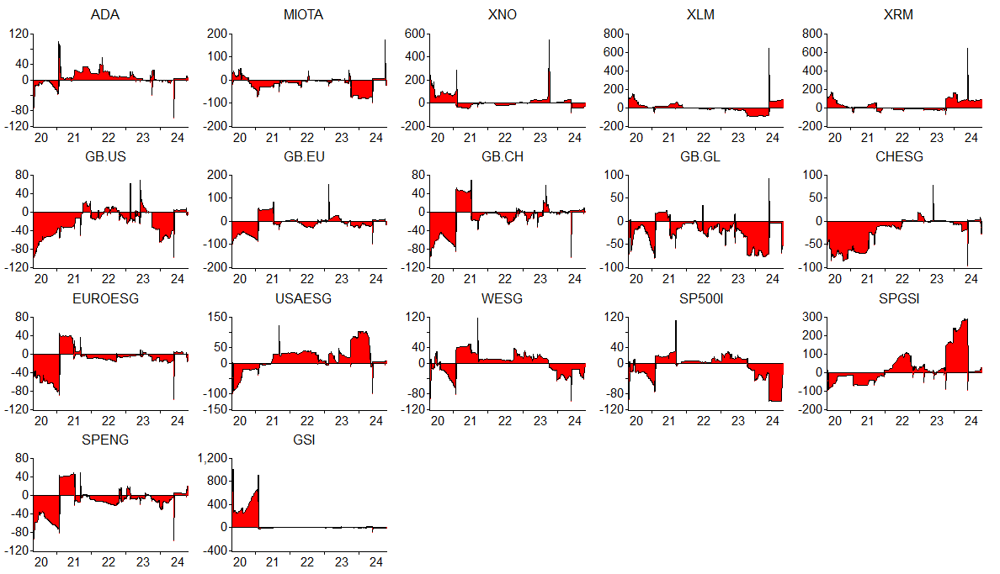 ADA
120
40
0
-80
-120
20 21 22 23 24
MIOTA
200
100
0
-100
-200
20 21 22 23 24
XNO
600
400
200
0
-200
20 21 22 23 24
XLM
800
600
400
200
0
-200
20 21 22 23 24
XRM
800
600
400
200
0
-200
20 21 22 23 24
GB.US
80
40
0
-40
-80
-120
20 21 22 23 24
GB.EU
200
100
0
-100
-200
20 21 22 23 24
GB.CH
80
40
0
-40
-80
-120
20 21 22 23 24
GB.GL
100
50
0
-50
-100
20 21 22 23 24
CHESG
100
50
0
-50
-100
20 21 22 23 24
EUROESG
80
40
0
-40
-80
-120
20 21 22 23 24
USAESG
150
50
0
-100
-150
20 21 22 23 24
WESG
120
40
0
-80
-120
20 21 22 23 24
SP500I
120
40
0
-80
-120
20 21 22 23 24
SPGSI
300
200
100
0
-100
-200
20 21 22 23 24
SPENG
80
40
0
-40
-80
-120
20 21 22 23 24
GSI
1,200
800
400
0
-400
20 21 22 23 24